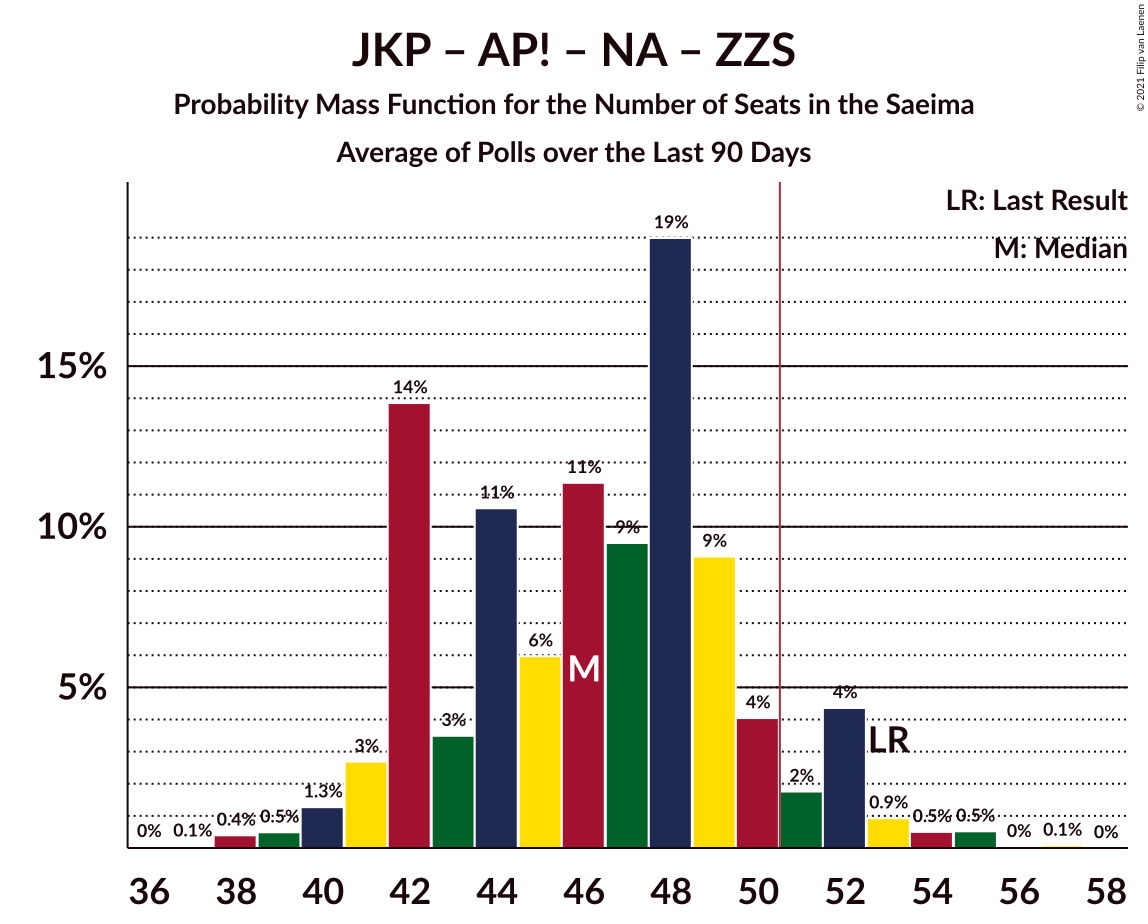 JKP – AP! – NA – ZZS
Probability Mass Function for the Number of Seats in the Saeima
Average of Polls over the Last 90 Days
© 2021 Filip van Laenen
LR: Last Result
M: Median
15%
10%
5%
0%
0.1%
0.4%
0.5%
1.3%
3%
14%
3%
11%
6%
11%
9%
19%
9%
4%
2%
4%
0.9%
0.5%
0.5%
0%
0.1%
0%
M
LR
36 38 40 42 44 46 48 50 52 54 56 58